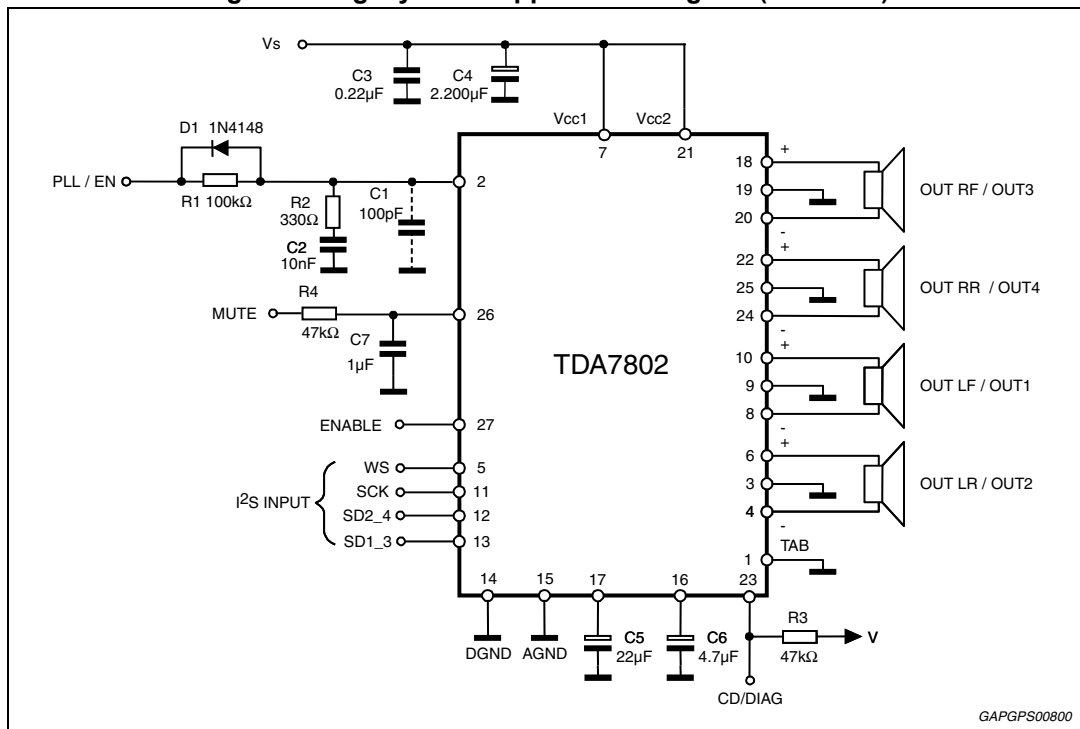 Vs
C3
0.22µF
C4
2.200µF
Vcc1
Vcc2
7
21
D1 1N4148
PLL / EN
R1 100kΩ
R2
330Ω
C1
100pF
C2
10nF
2
R4
MUTE
47kΩ
C7
1µF
26
TDA7802
ENABLE
27
I2S INPUT
WS
5
SCK
11
SD2_4
12
SD1_3
13
18
+
19
20
-
OUT RF / OUT3
+
22
25
24
-
OUT RR / OUT4
+
10
9
8
-
OUT LF / OUT1
+
6
3
4
-
OUT LR / OUT2
TAB
1
14
15
17
16
23
DGND
AGND
C5
22µF
C6
4.7µF
R3
47kΩ
V
CD/DIAG
GAPGPS00800